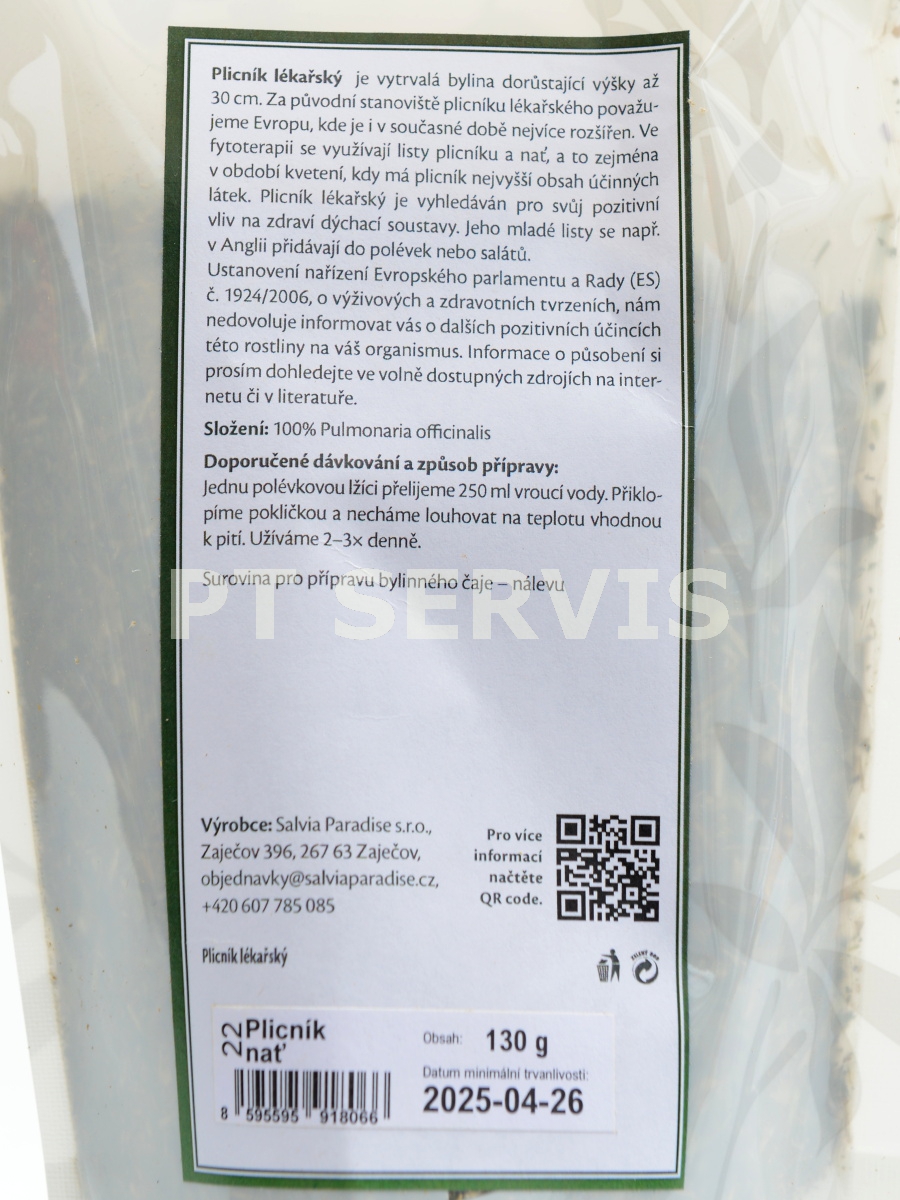 Plicník lékařský je vytrvalá bylina dorůstající výšky až
30 cm. Za původní stanoviště plicníku lékařského považu-
jeme Evropu, kde je i v současné době nejvíce rozšířen. Ve
fytoterapii se využívají listy plicníku a nať, a to zejména
v období kvetení, kdy má plicník nejvyšší obsah účinných
látek. Plicník lékařský je vyhledáván pro svůj pozitivní
vliv na zdraví dýchací soustavy. Jeho mladé listy se např.
v Anglii přidávají do polévek nebo salátů.
Ustanovení nařízení Evropského parlamentu a Rady (ES)
č. 1924/2006, o výživových a zdravotních tvrzeních, nám
nedovoluje informovat vás o dalších pozitivních účincích
této rostliny na váš organismus. Informace o působení si
prosím dohledejte ve volně dostupných zdrojích na inter-
netu či v literatuře.
Složení: 100% Pulmonaria officinalis
Doporučené dávkování a způsob přípravy:
Jednu polévkovou lžíci přelijeme 250 ml vroucí vody. Přiklo-
píme pokličkou a necháme louhovat na teplotu vhodnou
k pití. Užíváme 2–3× denně.
Surovina pro přípravu bylinného čaje – nálevu
PT SERVIS
Výrobce: Salvia Paradise s.r.o.,
Zaječov 396, 267 63 Zaječov,
objednavky@salviaparadise.cz,
+420 607 785 085
Pro více
informací
načtěte
QR code.
Plicník lékařský
22
Plicník
nať
Obsah: 130 g
Datum minimální trvanlivosti:
2025-04-26
8 595595 918066